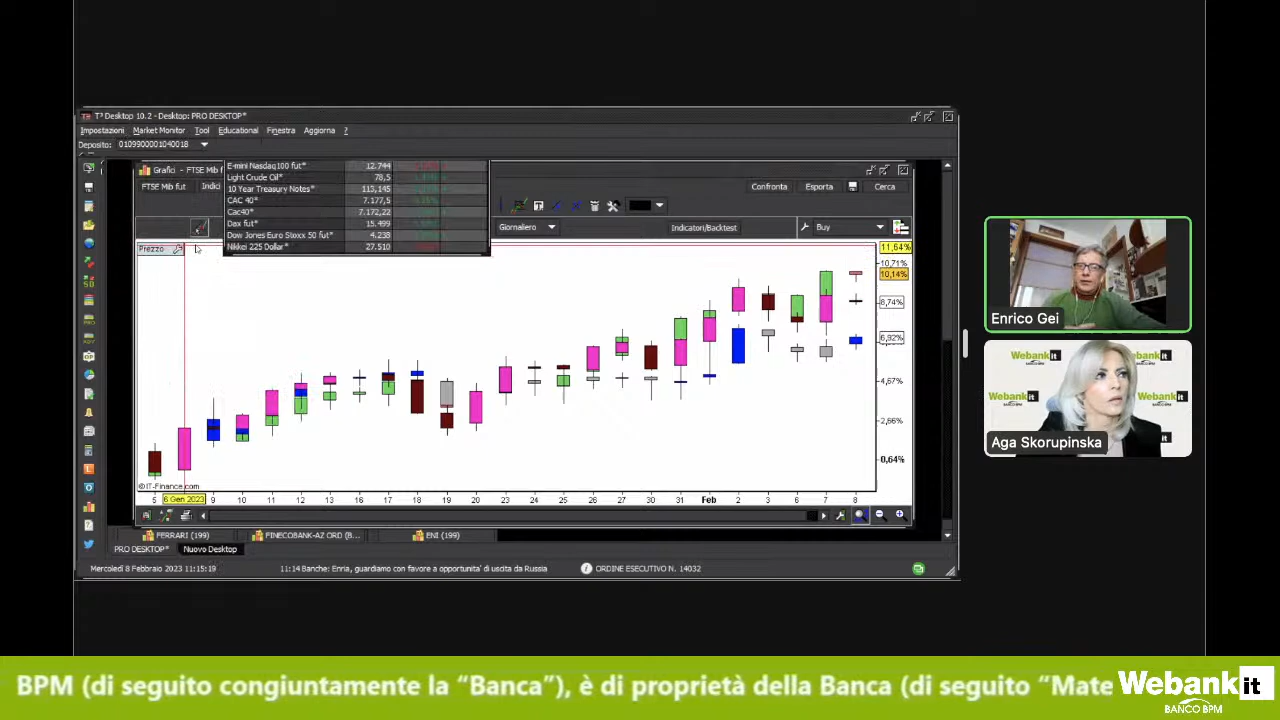 T³ Desktop 10.2 - Desktop: PRO DESKTOP*
Impostazioni Market Monitor Tool Educational Finestra Aggiorna ?
Deposito: 0109900001040018
Grafici - FTSE Mib f
E-mini Nasdaq100 fut* 12.744
Light Crude Oil* 78,5
FTSE Mib fut Indici
10 Year Treasury Notes* 113,145
Confronta Esporta Cerca
CAC 40* 7.177,5
Cac40* 7.172,22
Dax fut* 15.499
Giornaliero Indicatori/Backtest Buy
Dow Jones Euro Stoxx 50 fut* 4.238
Nikkei 225 Dollar* 27.510
Prezzo
11,64%
10,71%
10,14%
8,74%
6,92%
4,67%
2,66%
0,64%
© IT-Finance.com
5 6 Gen 2023 9 10 11 12 13 16 17 18 19 20 23 24 25 26 27 30 31 Feb 2 3 6 7 8
FERRARI (199) FINECOBANK-AZ ORD (B... ENI (199)
PRO DESKTOP* Nuovo Desktop
Mercoledì 8 Febbraio 2023 11:15:19 11:14 Banche: Enria, guardiamo con favore a opportunita' di uscita da Russia ORDINE ESECUTIVO N. 14032
Enrico Gei
Webank it
BANCO BPM
Aga Skorupinska
BPM (di seguito congiuntamente la “Banca”), è di proprietà della Banca (di seguito “Mate
Webank it
BANCO BPM